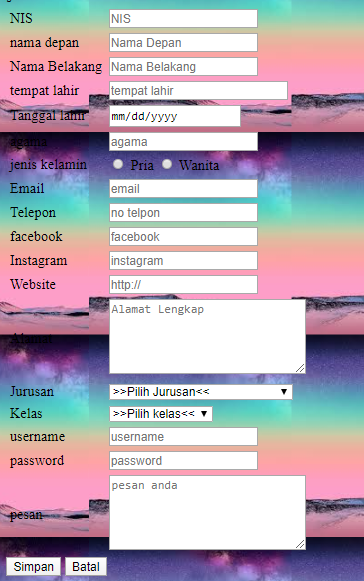 NIS NIS
nama depan Nama Depan
Nama Belakang Nama Belakang
tempat lahir tempat lahir
Tanggal lahir mm/dd/yyyy
agama agama
jenis kelamin Pria Wanita
Email email
Telepon no telpon
facebook facebook
Instagram instagram
Website http://
Alamat Alamat Lengkap
Jurusan >>Pilih Jurusan<<
Kelas >>Pilih kelas<<
username username
password password
pesan pesan anda
Simpan Batal